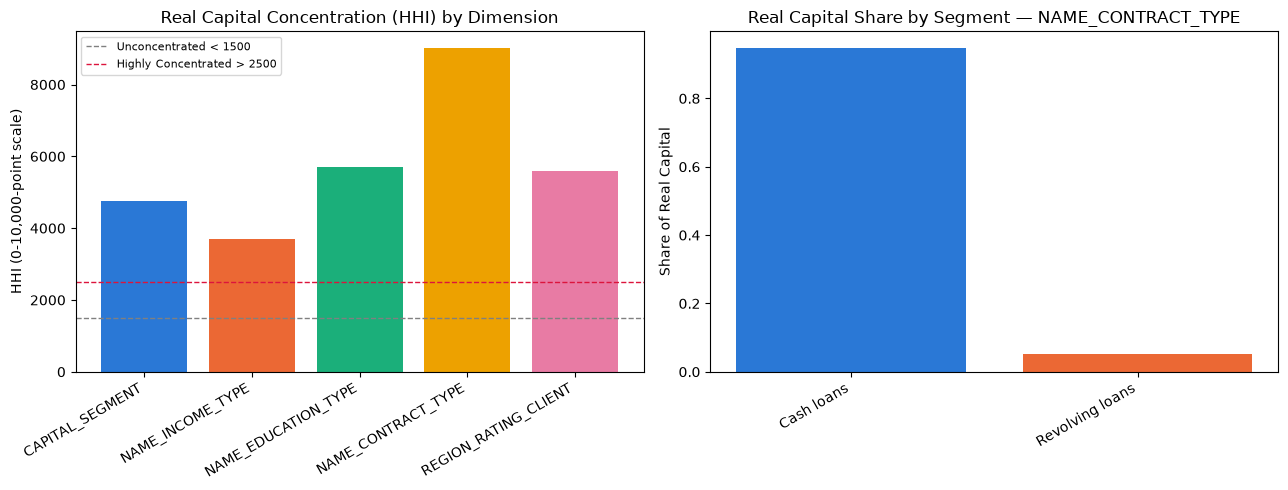 Real Capital Concentration (HHI) by Dimension
Unconcentrated < 1500
Highly Concentrated > 2500
HHI (0-10,000-point scale)
8000
6000
4000
2000
0
CAPITAL_SEGMENT
NAME_INCOME_TYPE
NAME_EDUCATION_TYPE
NAME_CONTRACT_TYPE
REGION_RATING_CLIENT
Real Capital Share by Segment — NAME_CONTRACT_TYPE
Share of Real Capital
0.8
0.6
0.4
0.2
0.0
Cash loans
Revolving loans